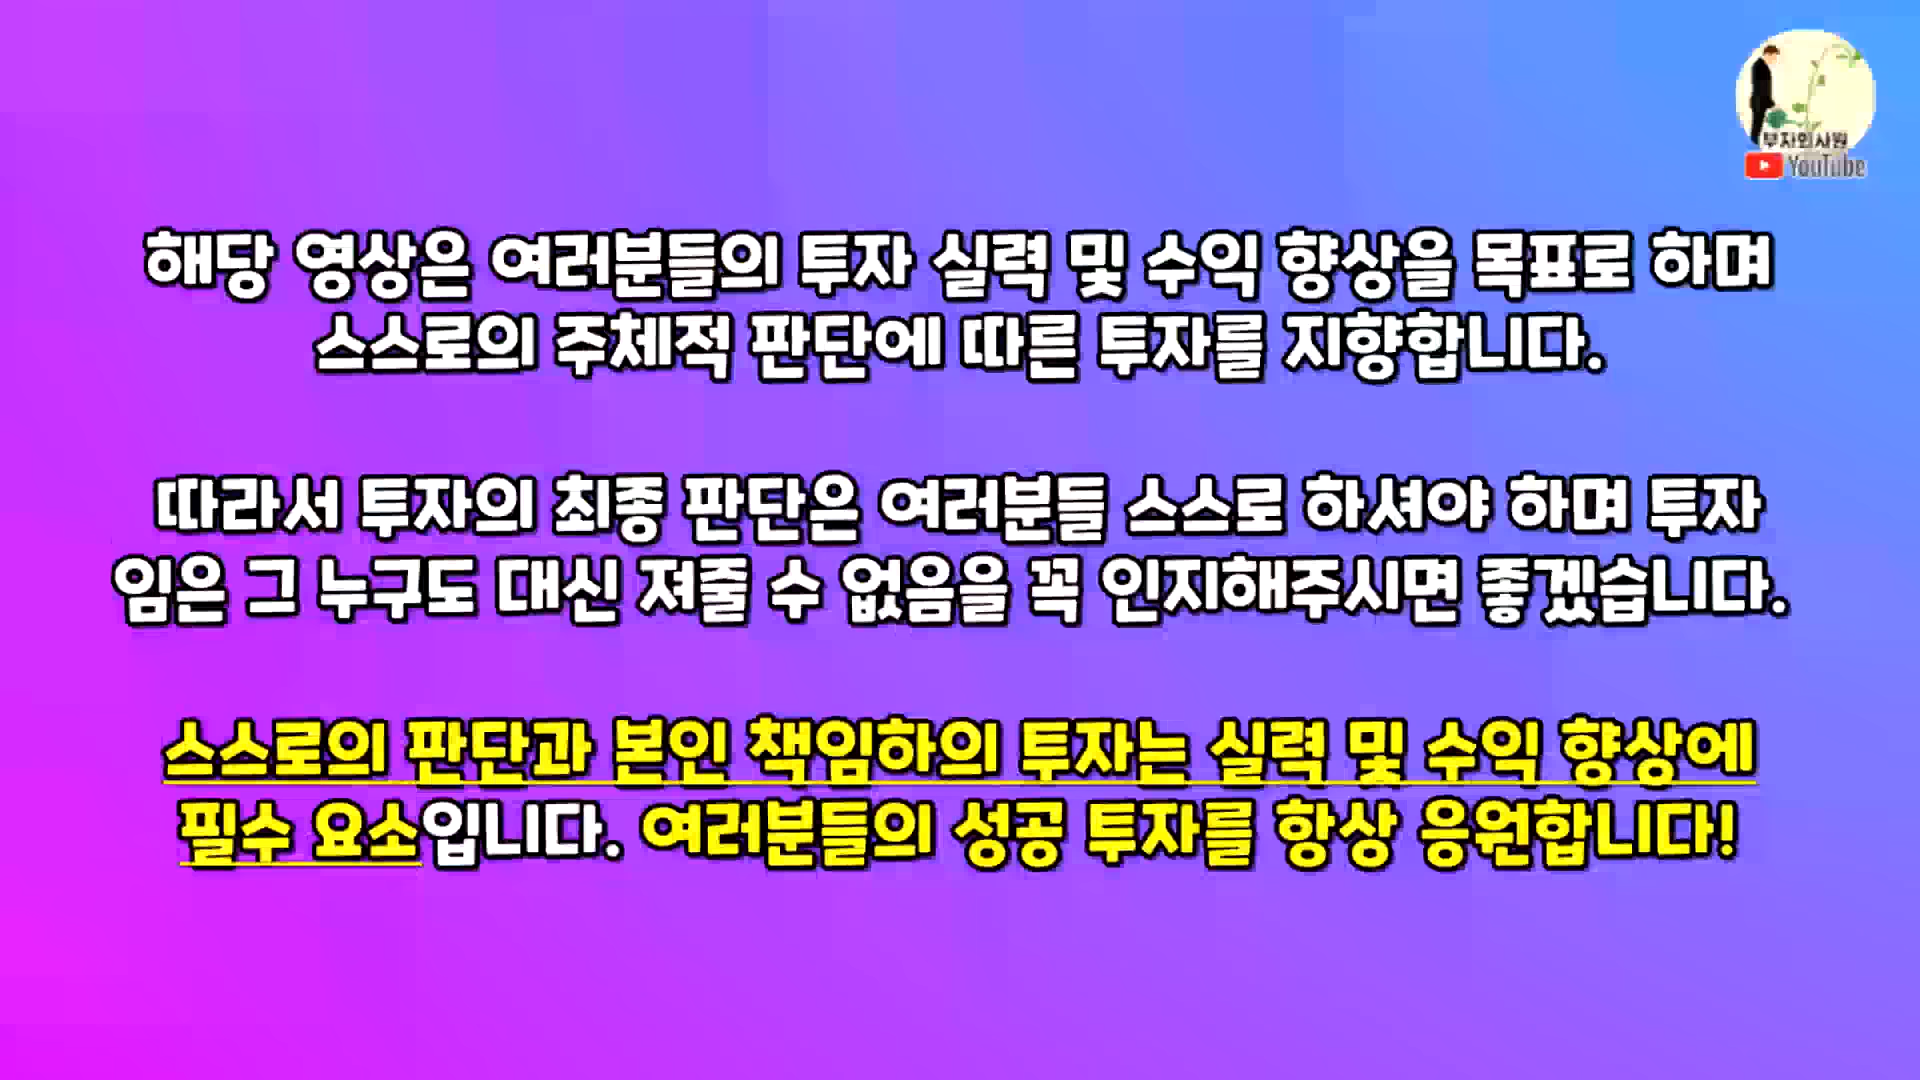 부자의사원
YouTube
해당 영상은 여러분들의 투자 실력 및 수익 향상을 목표로 하며
스스로의 주체적 판단에 따른 투자를 지향합니다.
따라서 투자의 최종 판단은 여러분들 스스로 하셔야 하며 투자
임은 그 누구도 대신 져줄 수 없음을 꼭 인지해주시면 좋겠습니다.
스스로의 판단과 본인 책임하의 투자는 실력 및 수익 향상에
필수 요소입니다. 여러분들의 성공 투자를 항상 응원합니다!